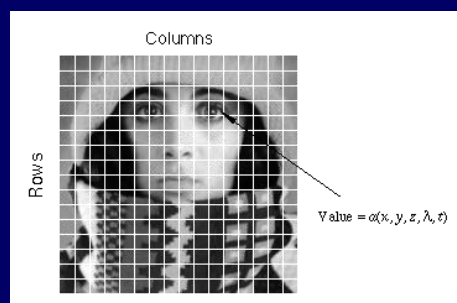 Columns
Rows
Value = a(x, y, z, λ, t)